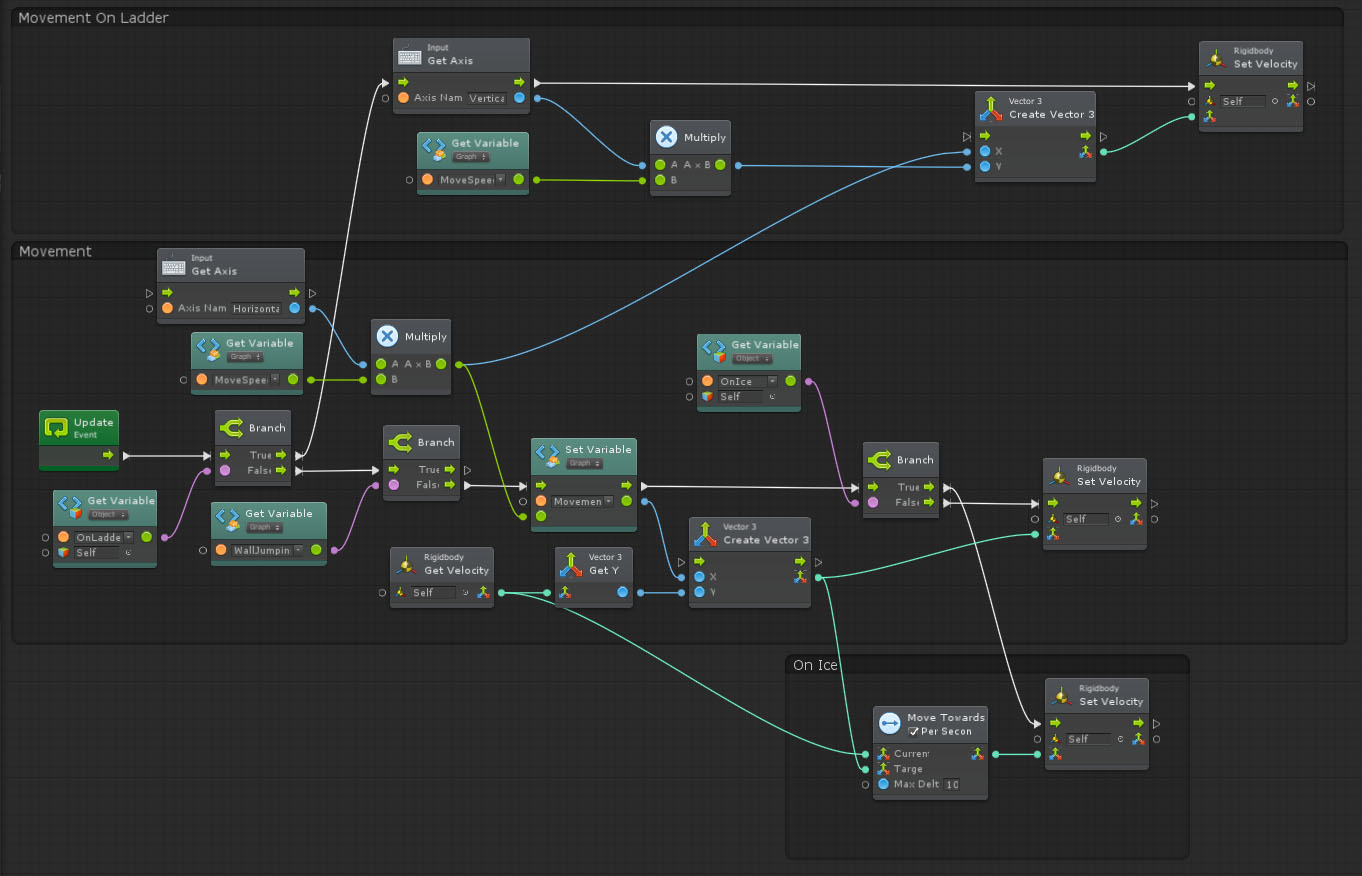 Movement On Ladder
Input
Get Axis
Axis Nam Vertica
Rigidbody
Set Velocity
Self
Vector 3
Create Vector 3
X
Y
Get Variable
Graph
MoveSpee
Multiply
A A × B
B
Movement
Input
Get Axis
Axis Nam Horizonta
Get Variable
Graph
MoveSpee
Multiply
A A × B
B
Get Variable
Object
OnIce
Self
Update
Event
Branch
True
False
Branch
True
False
Set Variable
Graph
Movemen
Branch
True
False
Rigidbody
Set Velocity
Self
Get Variable
Object
OnLadde
Self
Get Variable
Graph
WallJumpin
Rigidbody
Get Velocity
Self
Vector 3
Get Y
Vector 3
Create Vector 3
X
Y
On Ice
Move Towards
Per Secon
Curren
Targe
Max Delt 10
Rigidbody
Set Velocity
Self